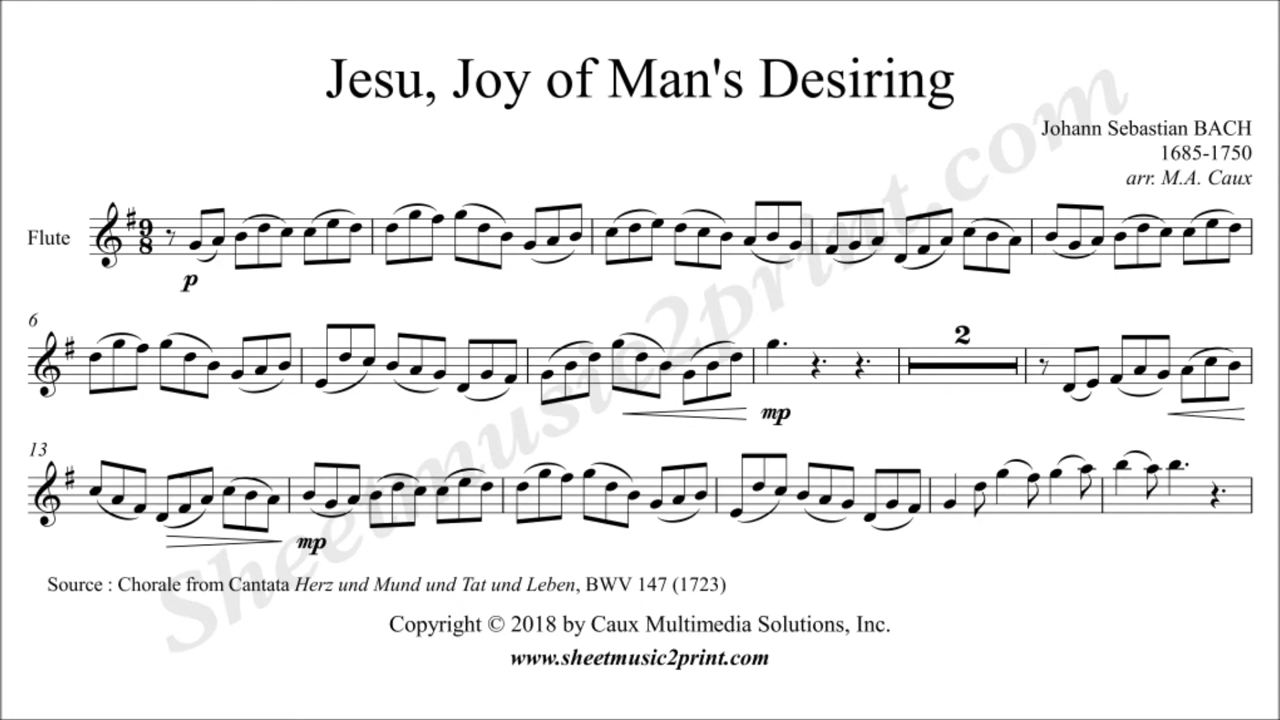 Jesu, Joy of Man's Desiring
Johann Sebastian BACH
1685-1750
arr. M.A. Caux
Flute
9
8
p
6
2
mp
13
mp
Source : Chorale from Cantata Herz und Mund und Tat und Leben, BWV 147 (1723)
Copyright © 2018 by Caux Multimedia Solutions, Inc.
www.sheetmusic2print.com
Sheetmusic2print.com